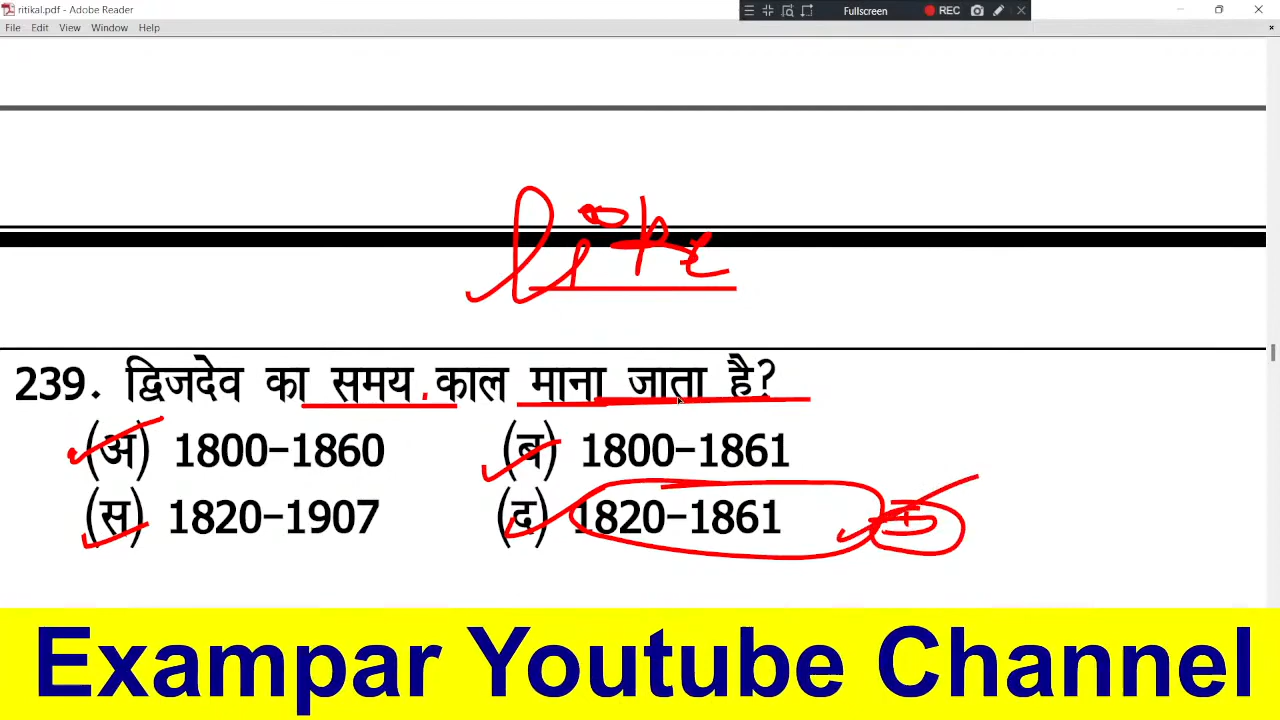 ritikal.pdf - Adobe Reader
Fullscreen REC
File Edit View Window Help
like
239. द्विजदेव का समय काल माना जाता है?
(अ) 1800-1860 (ब) 1800-1861
(स) 1820-1907 (द) 1820-1861
Exampar Youtube Channel